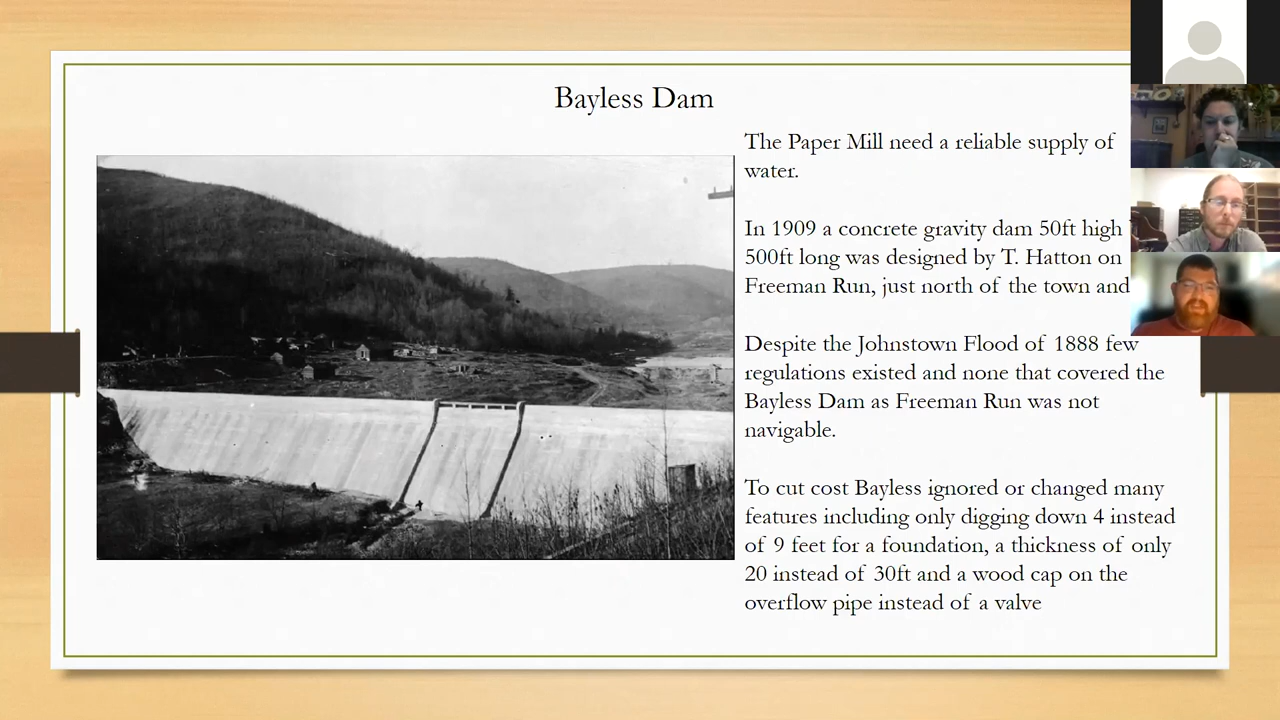 Bayless Dam
The Paper Mill need a reliable supply of
water.
In 1909 a concrete gravity dam 50ft high
500ft long was designed by T. Hatton on
Freeman Run, just north of the town and
Despite the Johnstown Flood of 1888 few
regulations existed and none that covered the
Bayless Dam as Freeman Run was not
navigable.
To cut cost Bayless ignored or changed many
features including only digging down 4 instead
of 9 feet for a foundation, a thickness of only
20 instead of 30ft and a wood cap on the
overflow pipe instead of a valve